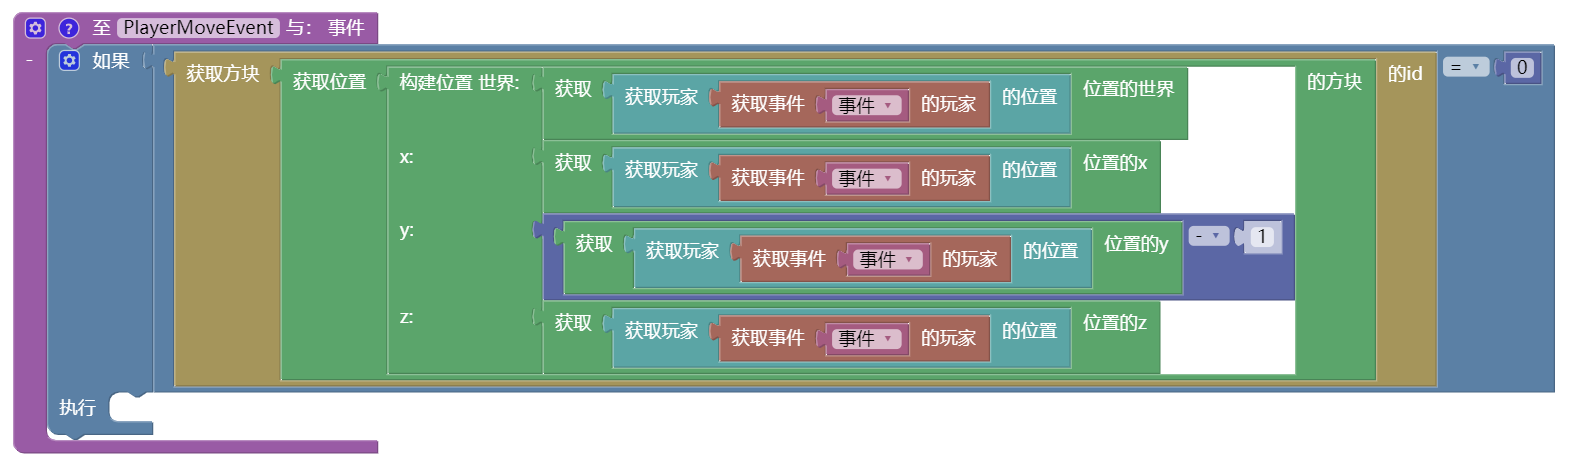 ? 至 PlayerMoveEvent 与: 事件
- 如果 获取方块 获取位置 构建位置 世界: 获取 获取玩家 获取事件 事件 的玩家 的位置 位置的世界 的方块 的id = 0
x: 获取 获取玩家 获取事件 事件 的玩家 的位置 位置的x
y: 获取 获取玩家 获取事件 事件 的玩家 的位置 位置的y - 1
z: 获取 获取玩家 获取事件 事件 的玩家 的位置 位置的z
执行